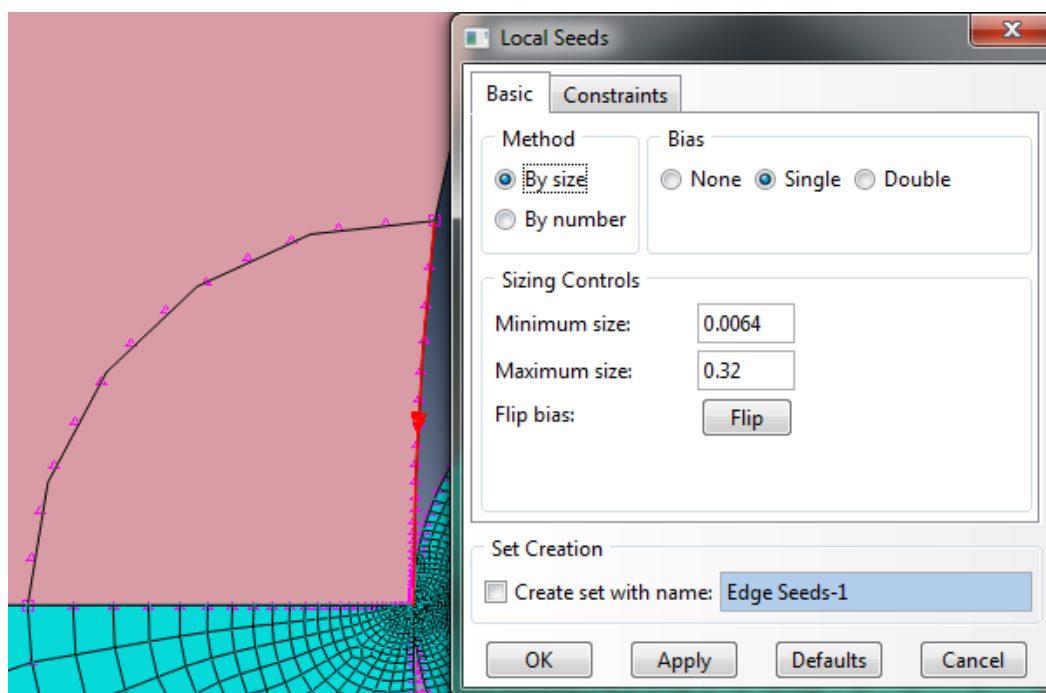 Local Seeds
Basic Constraints
Method Bias
By size None Single Double
By number
Sizing Controls
Minimum size: 0.0064
Maximum size: 0.32
Flip bias: Flip
Set Creation
Create set with name: Edge Seeds-1
OK Apply Defaults Cancel